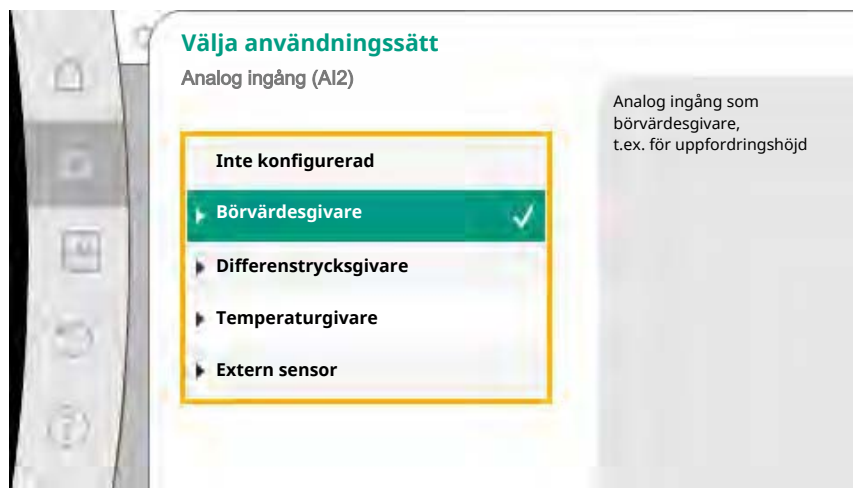 Välja användningssätt
Analog ingång (AI2)
Inte konfigurerad
Börvärdesgivare
Differenstrycksgivare
Temperaturgivare
Extern sensor
Analog ingång som
börvärdesgivare,
t.ex. för uppfordringshöjd